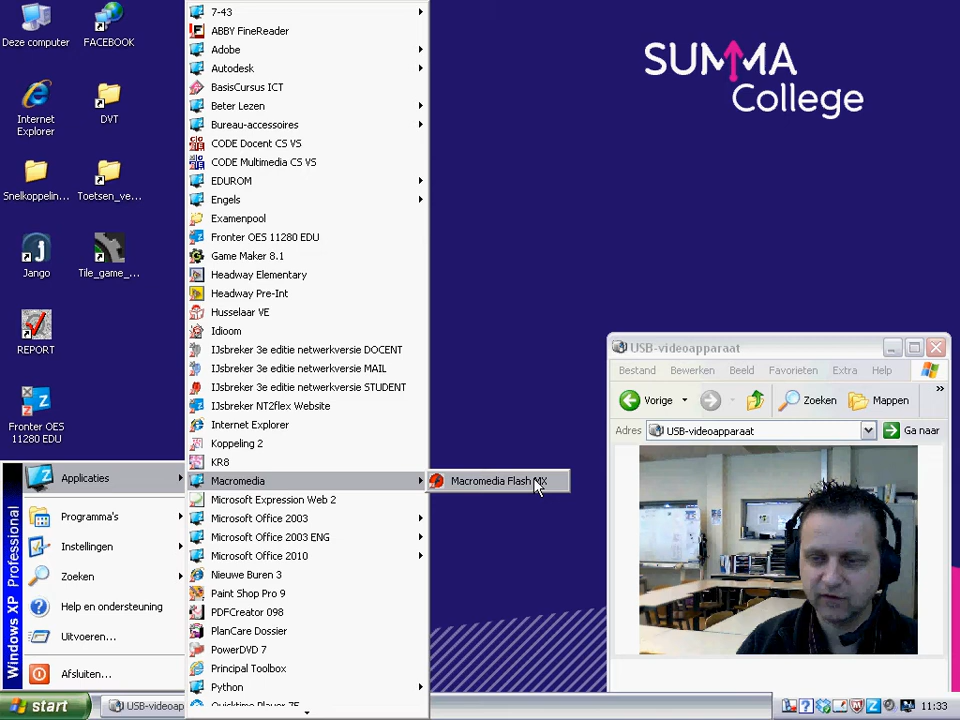 Deze computer
FACEBOOK
Internet
Explorer
DVT
Snelkoppelin...
Toetsen_ve...
Jango
Tile_game_...
REPORT
Fronter OES
11280 EDU
7-43
ABBY FineReader
Adobe
Autodesk
BasisCursus ICT
Beter Lezen
Bureau-accessoires
CODE Docent CS VS
CODE Multimedia CS VS
EDUROM
Engels
Examenpool
Fronter OES 11280 EDU
Game Maker 8.1
Headway Elementary
Headway Pre-Int
Husselaar VE
Idioom
IJsbreker 3e editie netwerkversie DOCENT
IJsbreker 3e editie netwerkversie MAIL
IJsbreker 3e editie netwerkversie STUDENT
IJsbreker NT2flex Website
Internet Explorer
Koppeling 2
KR8
Macromedia
Microsoft Expression Web 2
Microsoft Office 2003
Microsoft Office 2003 ENG
Microsoft Office 2010
Nieuwe Buren 3
Paint Shop Pro 9
PDFCreator 098
PlanCare Dossier
PowerDVD 7
Principal Toolbox
Python
Quicktime Player 75
Macromedia Flash MX
Windows XP Professional
Applicaties
Programma's
Instellingen
Zoeken
Help en ondersteuning
Uitvoeren...
Afsluiten...
SUMMA
College
USB-videoapparaat
Bestand Bewerken Beeld Favorieten Extra Help
Vorige Zoeken Mappen
Adres USB-videoapparaat Ga naar
start
USB-videoap
11:33